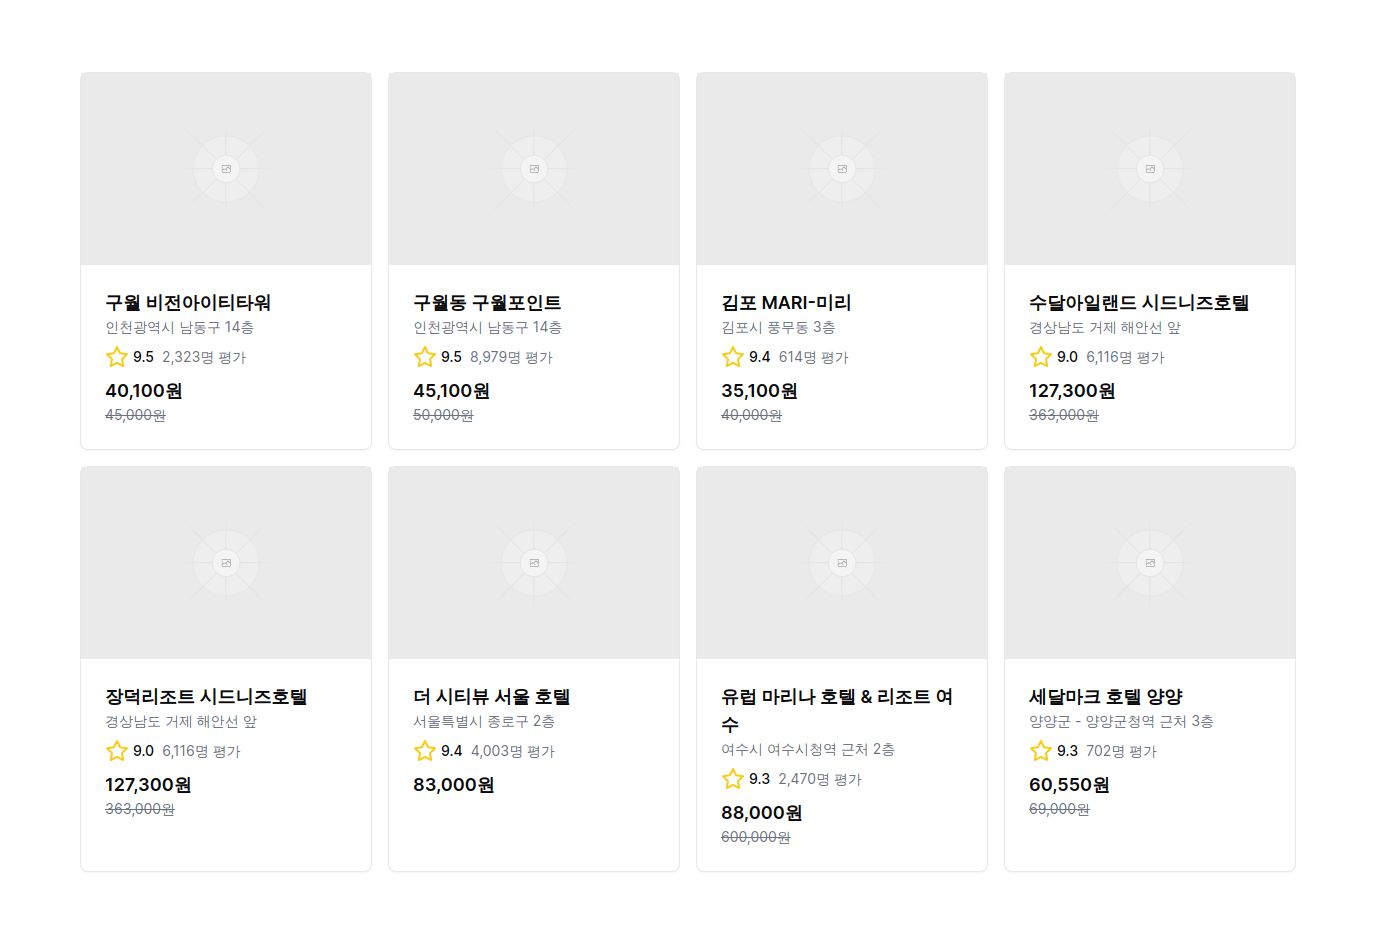 구월 비전아이티타워
인천광역시 남동구 14층
9.5 2,323명 평가
40,100원
45,000원
구월동 구월포인트
인천광역시 남동구 14층
9.5 8,979명 평가
45,100원
50,000원
김포 MARI-미리
김포시 풍무동 3층
9.4 614명 평가
35,100원
40,000원
수달아일랜드 시드니즈호텔
경상남도 거제 해안선 앞
9.0 6,116명 평가
127,300원
363,000원
장덕리조트 시드니즈호텔
경상남도 거제 해안선 앞
9.0 6,116명 평가
127,300원
363,000원
더 시티뷰 서울 호텔
서울특별시 종로구 2층
9.4 4,003명 평가
83,000원
유럽 마리나 호텔 & 리조트 여
수
여수시 여수시청역 근처 2층
9.3 2,470명 평가
88,000원
600,000원
세달마크 호텔 양양
양양군 - 양양군청역 근처 3층
9.3 702명 평가
60,550원
69,000원